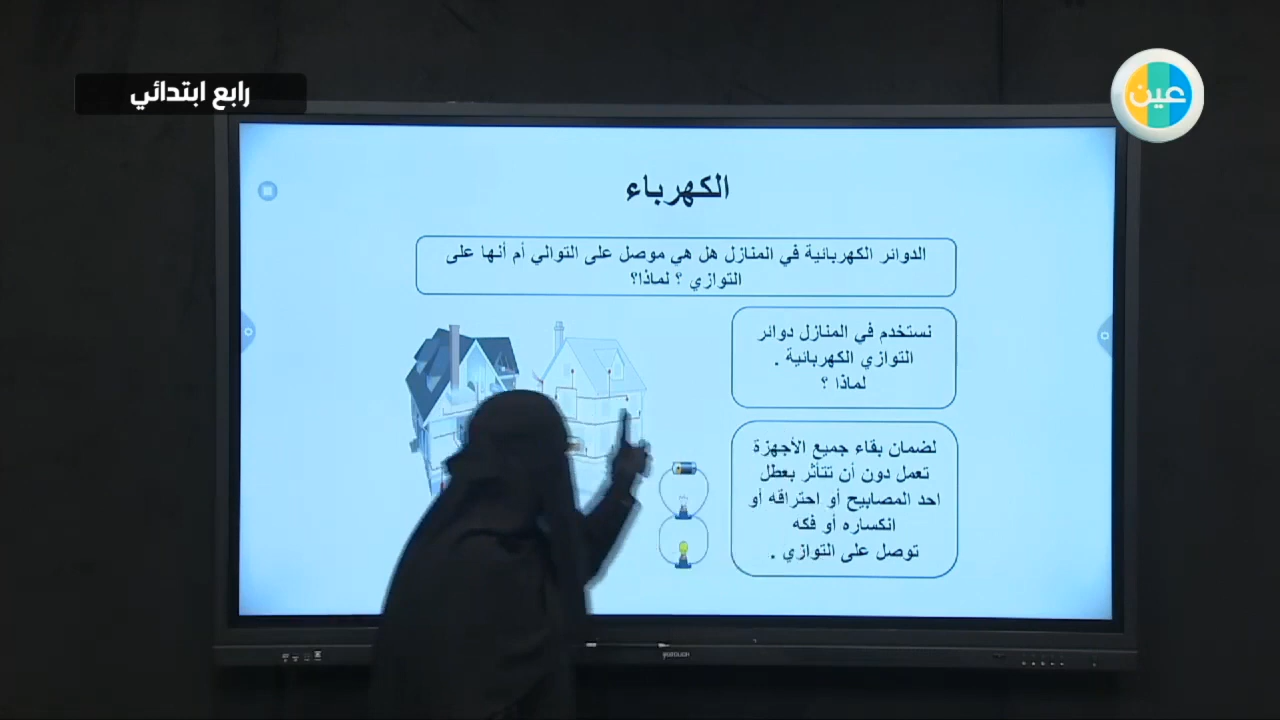 رابع ابتدائي
عين
الكهرباء
الدوائر الكهربائية في المنازل هل هي موصل على التوالي أم أنها على
التوازي ؟ لماذا؟
نستخدم في المنازل دوائر
التوازي الكهربائية .
لماذا ؟
لضمان بقاء جميع الأجهزة
تعمل دون أن تتأثر بعطل
احد المصابيح أو احتراقه أو
انكساره أو فكه
توصل على التوازي .